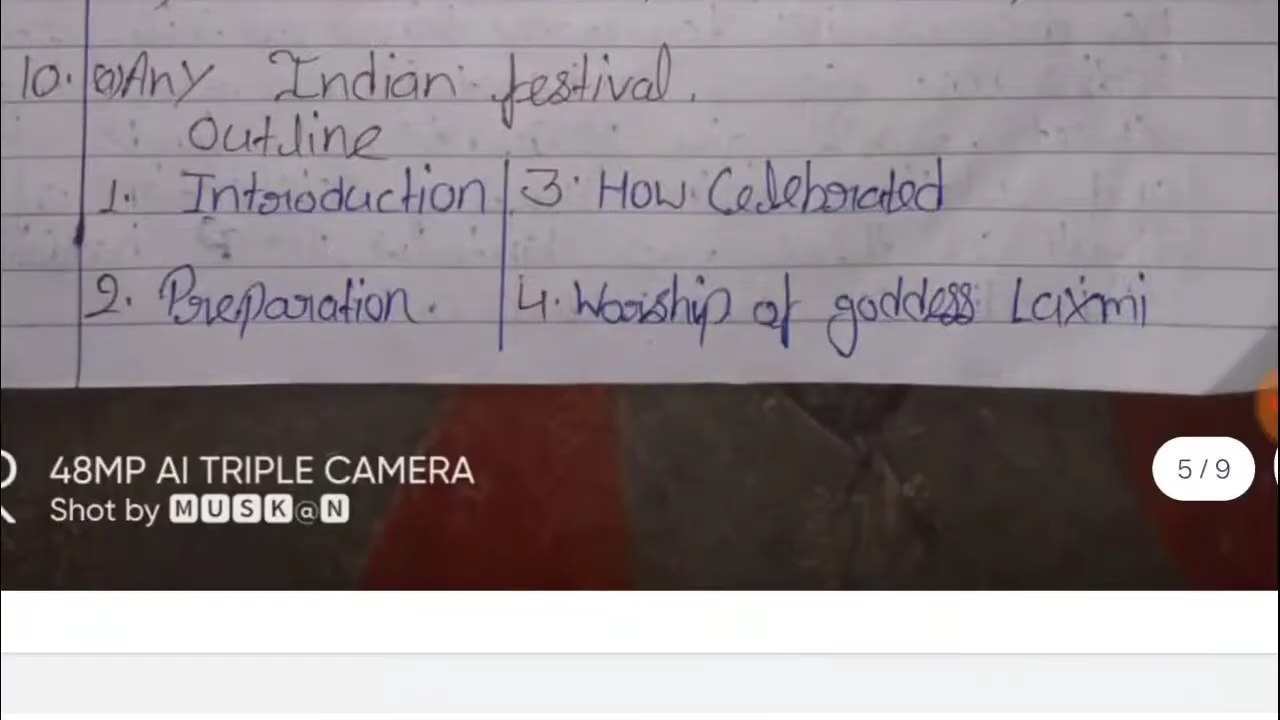 10. (a) Any Indian festival.
Outline
1. Introduction
3. How Celebrated
2. Preparation.
4. Worship of goddess Laxmi
48MP AI TRIPLE CAMERA
Shot by MUSK@N
5 / 9